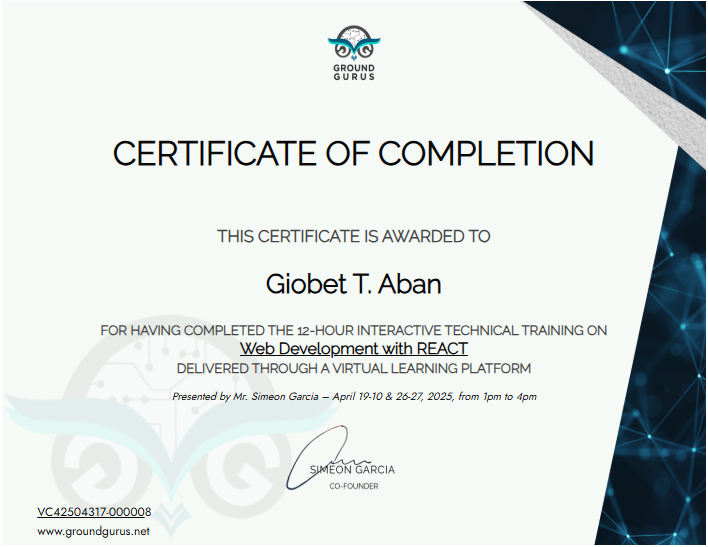 GROUND
GURUS
CERTIFICATE OF COMPLETION
THIS CERTIFICATE IS AWARDED TO
Giobet T. Aban
FOR HAVING COMPLETED THE 12-HOUR INTERACTIVE TECHNICAL TRAINING ON
Web Development with REACT
DELIVERED THROUGH A VIRTUAL LEARNING PLATFORM
Presented by Mr. Simeon Garcia – April 19-10 & 26-27, 2025, from 1pm to 4pm
SIMEON GARCIA
CO-FOUNDER
VC42504317-000008
www.groundgurus.net